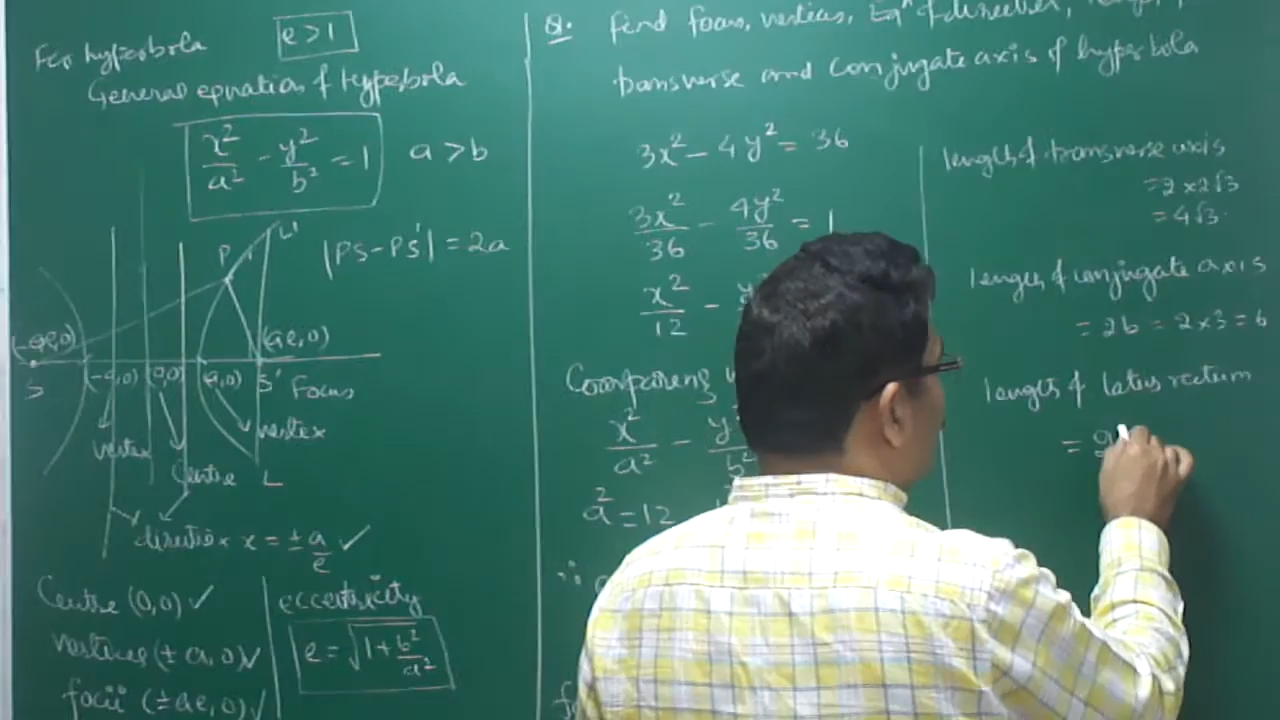 For hyperbola
e > 1
General equation of Hyperbola
x²/a² - y²/b² = 1
a > b
|PS - PS'| = 2a
P
L'
(-ae,0)
(ae,0)
S
(-a,0)
(0,0)
(a,0)
S' Focus
vertex
vertex
Centre
L
directrix x = ± a/e ✓
Centre (0,0) ✓
vertices (± a, 0) ✓
focii (± ae, 0) ✓
eccentricity
e = √(1 + b²/a²)
Q. Find focus, vertices, Eqⁿ of directrix,
transverse and conjugate axis of hyperbola
3x² - 4y² = 36
3x²/36 - 4y²/36 = 1
x²/12 -
Comparing
x²/a² - y²/b²
a² = 12
length of transverse axis
= 2 × 2√3
= 4√3
length of conjugate axis
= 2b = 2 × 3 = 6
length of latus rectum
=